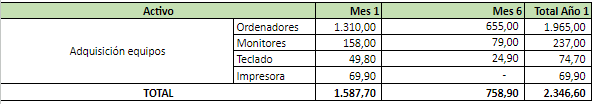 Activo Mes 1 Mes 6 Total Año 1
Ordenadores 1.310,00 655,00 1.965,00
Monitores 158,00 79,00 237,00
Adquisición equipos
Teclado 49,80 24,90 74,70
Impresora 69,90 - 69,90
TOTAL 1.587,70 758,90 2.346,60